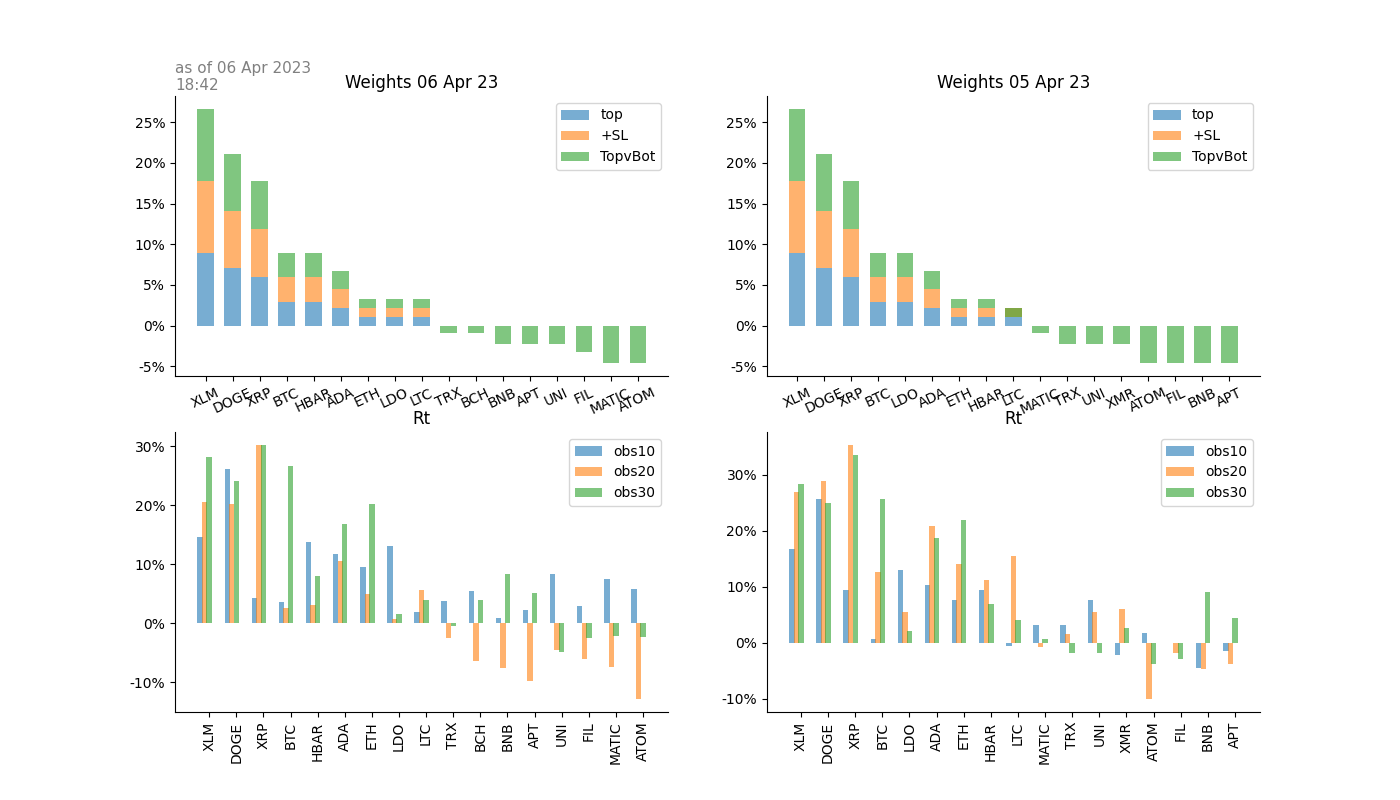 as of 06 Apr 2023
18:42
Weights 06 Apr 23
25%
20%
15%
10%
5%
0%
-5%
top
+SL
TopvBot
XLM
DOGE
XRP
BTC
HBAR
ADA
ETH
LDO
LTC
TRX
BCH
BNB
APT
UNI
FIL
MATIC
ATOM
Weights 05 Apr 23
25%
20%
15%
10%
5%
0%
-5%
top
+SL
TopvBot
XLM
DOGE
XRP
BTC
LDO
ADA
ETH
HBAR
LTC
MATIC
TRX
UNI
XMR
ATOM
FIL
BNB
APT
Rt
30%
20%
10%
0%
-10%
obs10
obs20
obs30
XLM
DOGE
XRP
BTC
HBAR
ADA
ETH
LDO
LTC
TRX
BCH
BNB
APT
UNI
FIL
MATIC
ATOM
Rt
30%
20%
10%
0%
-10%
obs10
obs20
obs30
XLM
DOGE
XRP
BTC
LDO
ADA
ETH
HBAR
LTC
MATIC
TRX
UNI
XMR
ATOM
FIL
BNB
APT